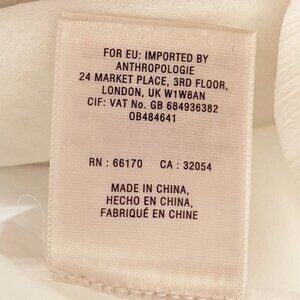 FOR EU: IMPORTED BY
ANTHROPOLOGIE
24 MARKET PLACE, 3RD FLOOR,
LONDON, UK W1W8AN
CIF: VAT No. GB 684936382
OB484641
RN : 66170 CA : 32054
MADE IN CHINA,
HECHO EN CHINA,
FABRIQUÉ EN CHINE